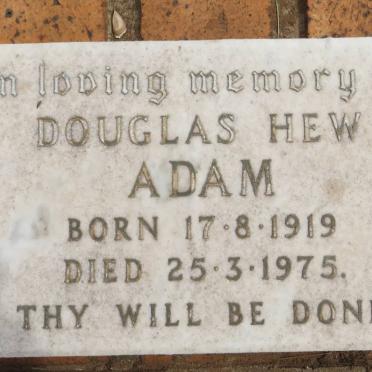 n loving memory
DOUGLAS HEW
ADAM
BORN 17·8·1919
DIED 25·3·1975.
THY WILL BE DON